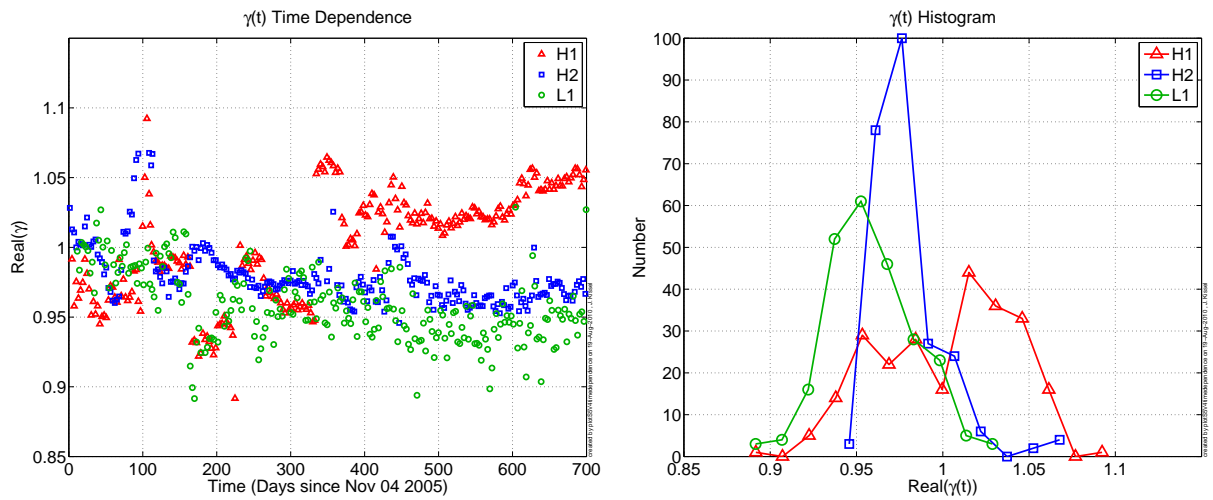 γ(t) Time Dependence
H1
H2
L1
1.1
1.05
1
0.95
0.9
0.85
Real(γ)
0 100 200 300 400 500 600 700
Time (Days since Nov 04 2005)
γ(t) Histogram
H1
H2
L1
100
90
80
70
60
50
40
30
20
10
0
Number
0.85 0.9 0.95 1 1.05 1.1
Real(γ(t))